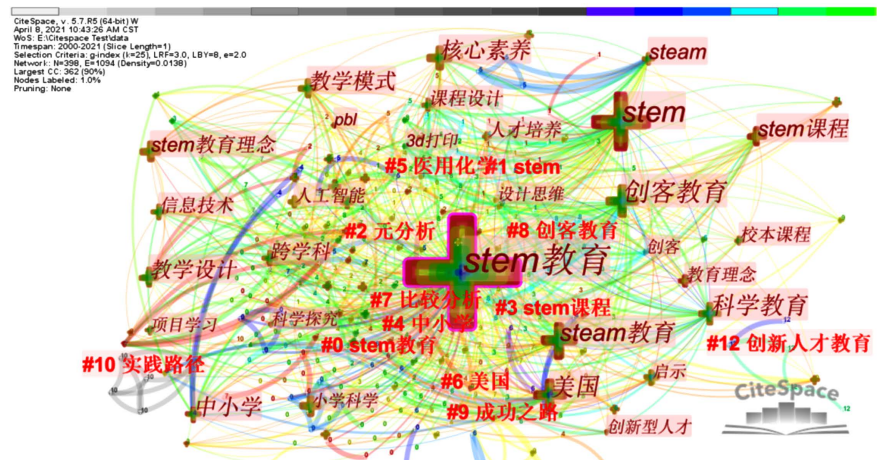 CiteSpace, v. 5.7.R5 (64-bit) W
April 8, 2021 10:43:26 AM CST
WoS: E:\Citespace Test\data
Timespan: 2000-2021 (Slice Length=1)
Selection Criteria: g-index (k=25), LRF=3.0, LBY=8, e=2.0
Network: N=398, E=1094 (Density=0.0138)
Largest CC: 362 (90%)
Nodes Labeled: 1.0%
Pruning: None
核心素养
steam
教学模式
课程设计
pbl
stem
3d打印
人才培养
stem课程
stem教育理念
#5 医用化学
#1 stem
人工智能
设计思维
创客教育
信息技术
#2 元分析
#8 创客教育
校本课程
跨学科
stem教育
创客
教学设计
教育理念
#7 比较分析
#3 stem课程
科学教育
项目学习
科学探究
#4 中小学
steam教育
#0 stem教育
#12 创新人才教育
#10 实践路径
#6 美国
美国
启示
中小学
小学科学
#9 成功之路
创新型人才
CiteSpace